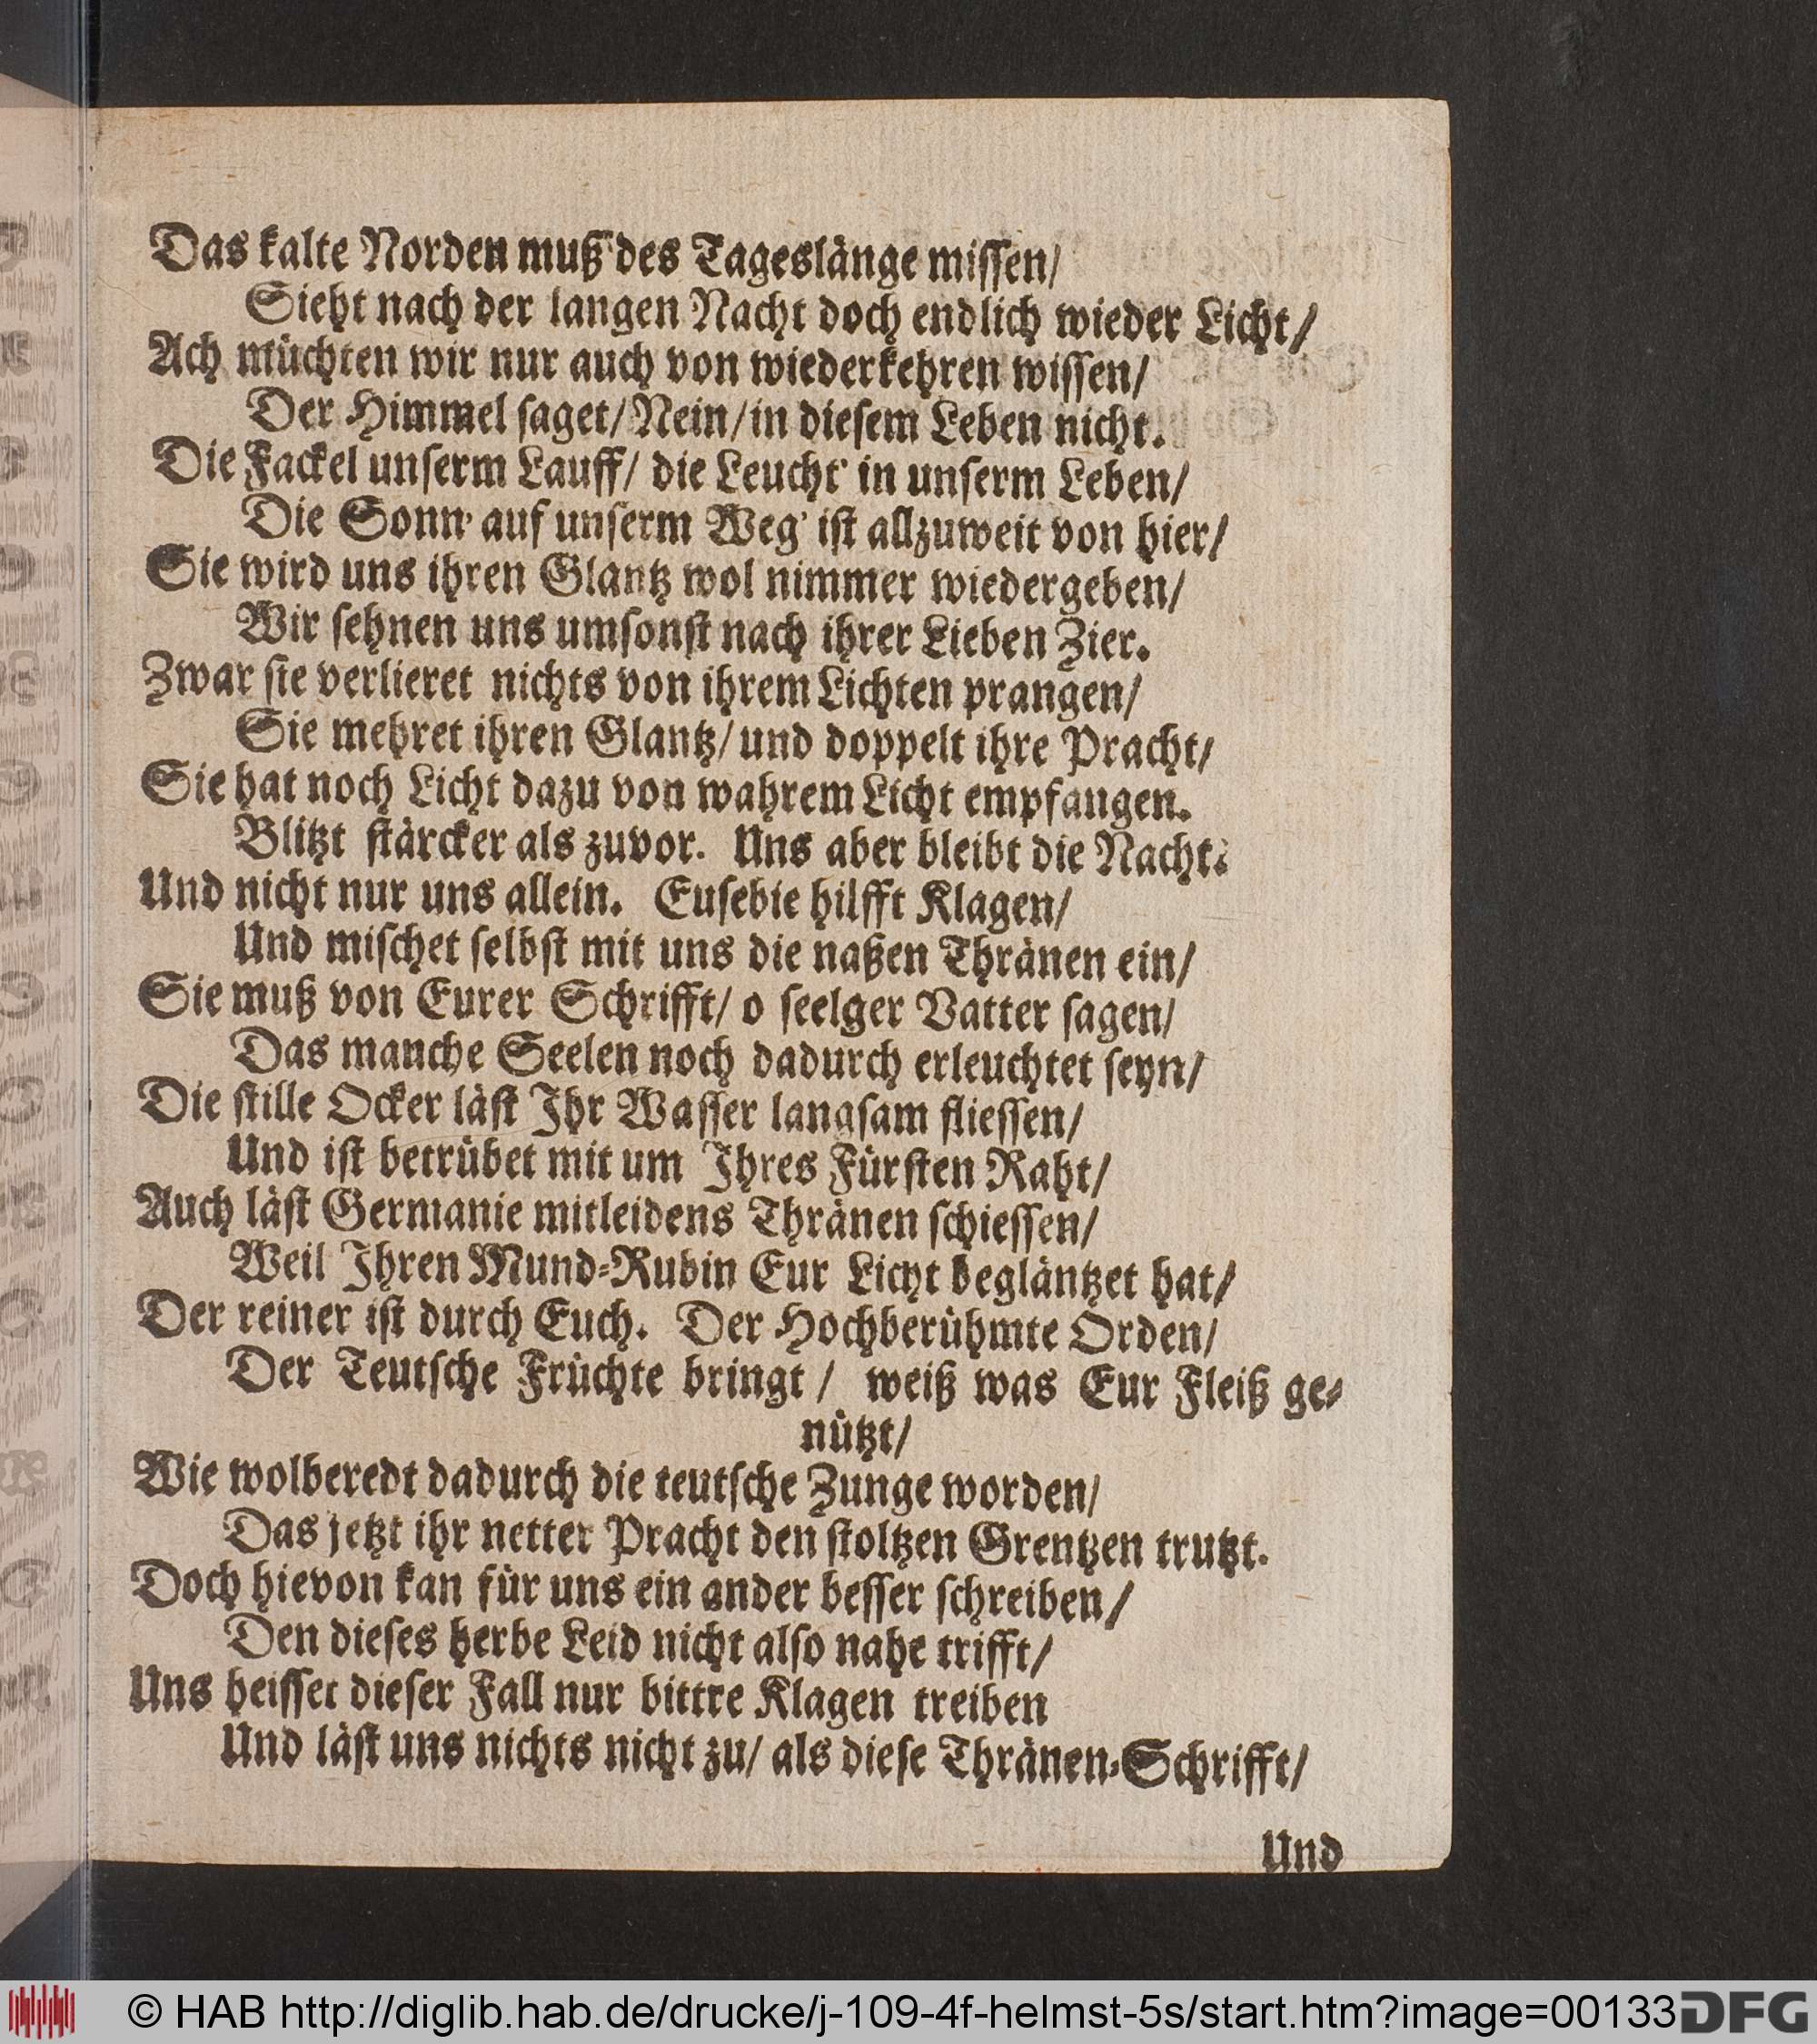 Das kalte Norden muß des Tageslänge missen/
Sieht nach der langen Nacht doch endlich wieder Licht/
Ach müchten wir nur auch von wiederkehren wissen/
Der Himmel saget/ Nein/ in diesem Leben nicht.
Die Fackel unserm Lauff/ die Leucht' in unserm Leben/
Die Sonn' auf unserm Weg' ist allzuweit von hier/
Sie wird uns ihren Glantz wol nimmer wiedergeben/
Wir sehnen uns umsonst nach ihrer Lieben Zier.
Zwar sie verlieret nichts von ihrem Lichten prangen/
Sie mehret ihren Glantz/ und doppelt ihre Pracht/
Sie hat noch Licht dazu von wahrem Licht empfangen.
Blitzt stärcker als zuvor. Uns aber bleibt die Nacht.
Und nicht nur uns allein. Eusebie hilfft Klagen/
Und mischet selbst mit uns die naßen Thränen ein/
Sie muß von Eurer Schrifft/ o seelger Vatter sagen/
Das manche Seelen noch dadurch erleuchtet seyn/
Die stille Ocker läst Ihr Wasser langsam fliessen/
Und ist betrübet mit um Ihres Fürsten Raht/
Auch läst Germanie mitleidens Thränen schiessen/
Weil Ihren Mund-Rubin Eur Licht begläntzet hat/
Der reiner ist durch Euch. Der Hochberühmte Orden/
Der Teutsche Früchte bringt / weiß was Eur Fleiß ge-
nützt/
Wie wolberedt dadurch die teutsche Zunge worden/
Das jetzt ihr netter Pracht den stoltzen Grentzen trutzt.
Doch hievon kan für uns ein ander besser schreiben/
Den dieses herbe Leid nicht also nahe trifft/
Uns heisset dieser Fall nur bittre Klagen treiben
Und läst uns nichts nicht zu/ als diese Thränen-Schrifft/
Und
© HAB http://diglib.hab.de/drucke/j-109-4f-helmst-5s/start.htm?image=00133
DFG